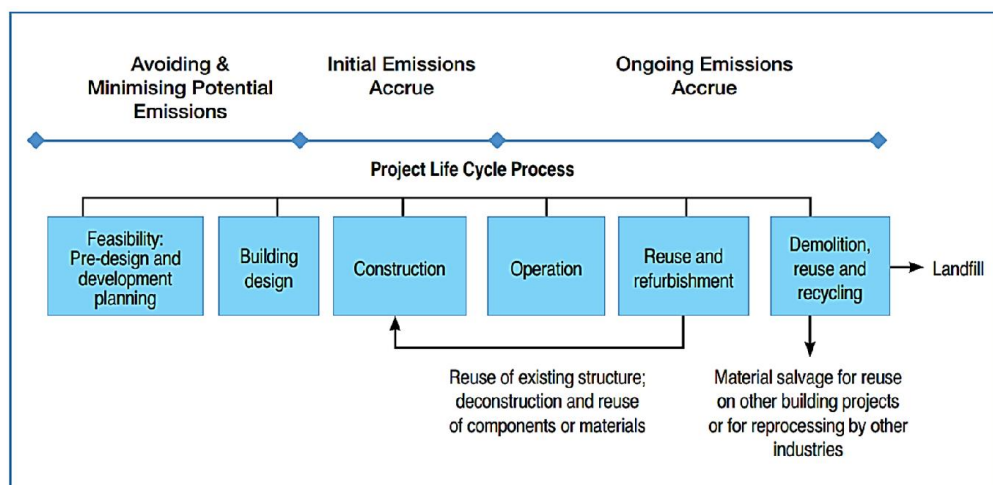 Avoiding &
Minimising Potential
Emissions
Initial Emissions
Accrue
Ongoing Emissions
Accrue
Project Life Cycle Process
Feasibility:
Pre-design and
development
planning
Building
design
Construction
Operation
Reuse and
refurbishment
Demolition,
reuse and
recycling
Landfill
Reuse of existing structure;
deconstruction and reuse
of components or materials
Material salvage for reuse
on other building projects
or for reprocessing by other
industries